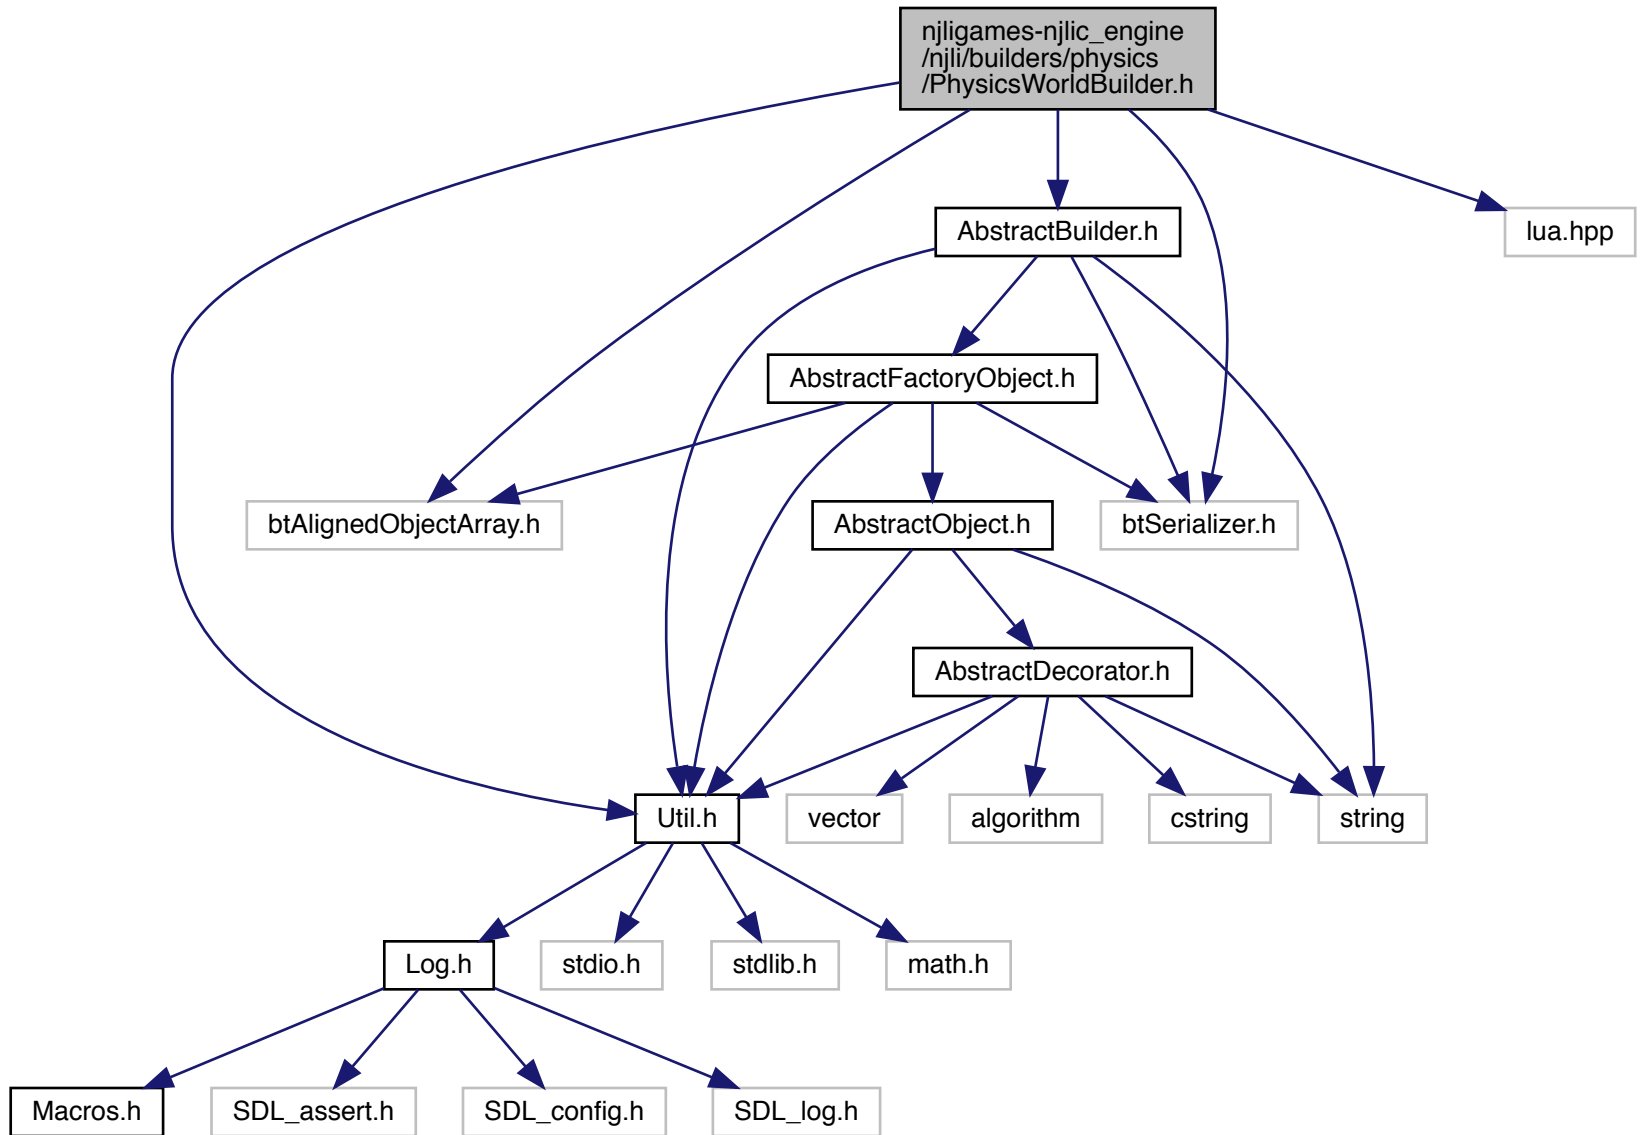 njligames-njlic_engine
/njli/builders/physics
/PhysicsWorldBuilder.h
AbstractBuilder.h
lua.hpp
AbstractFactoryObject.h
btAlignedObjectArray.h
AbstractObject.h
btSerializer.h
AbstractDecorator.h
Util.h
vector
algorithm
cstring
string
Log.h
stdio.h
stdlib.h
math.h
Macros.h
SDL_assert.h
SDL_config.h
SDL_log.h